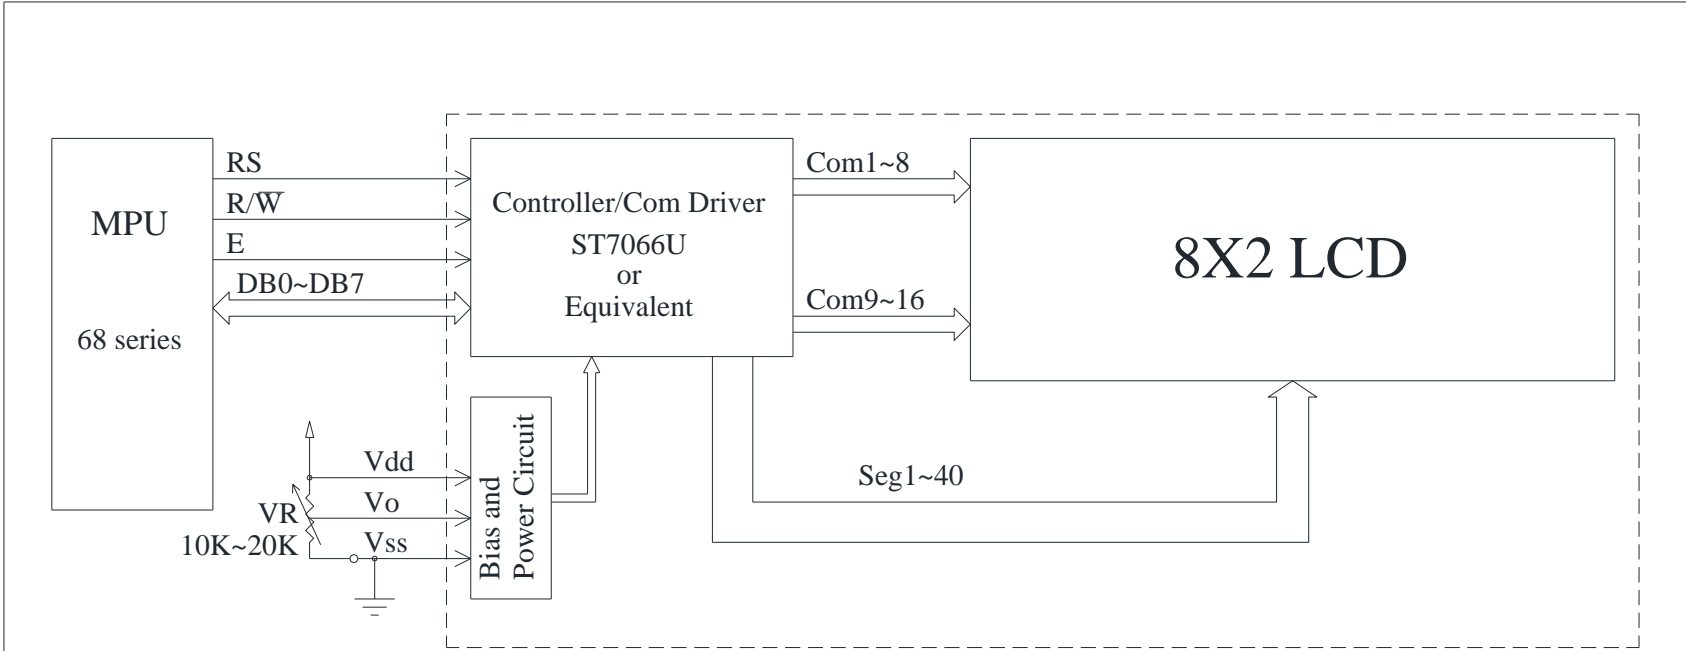 MPU
68 series
RS
R/W̅
E
DB0~DB7
Controller/Com Driver
ST7066U
or
Equivalent
Com1~8
Com9~16
8X2 LCD
Seg1~40
Vdd
Vo
Vss
VR
10K~20K
Bias and
Power Circuit